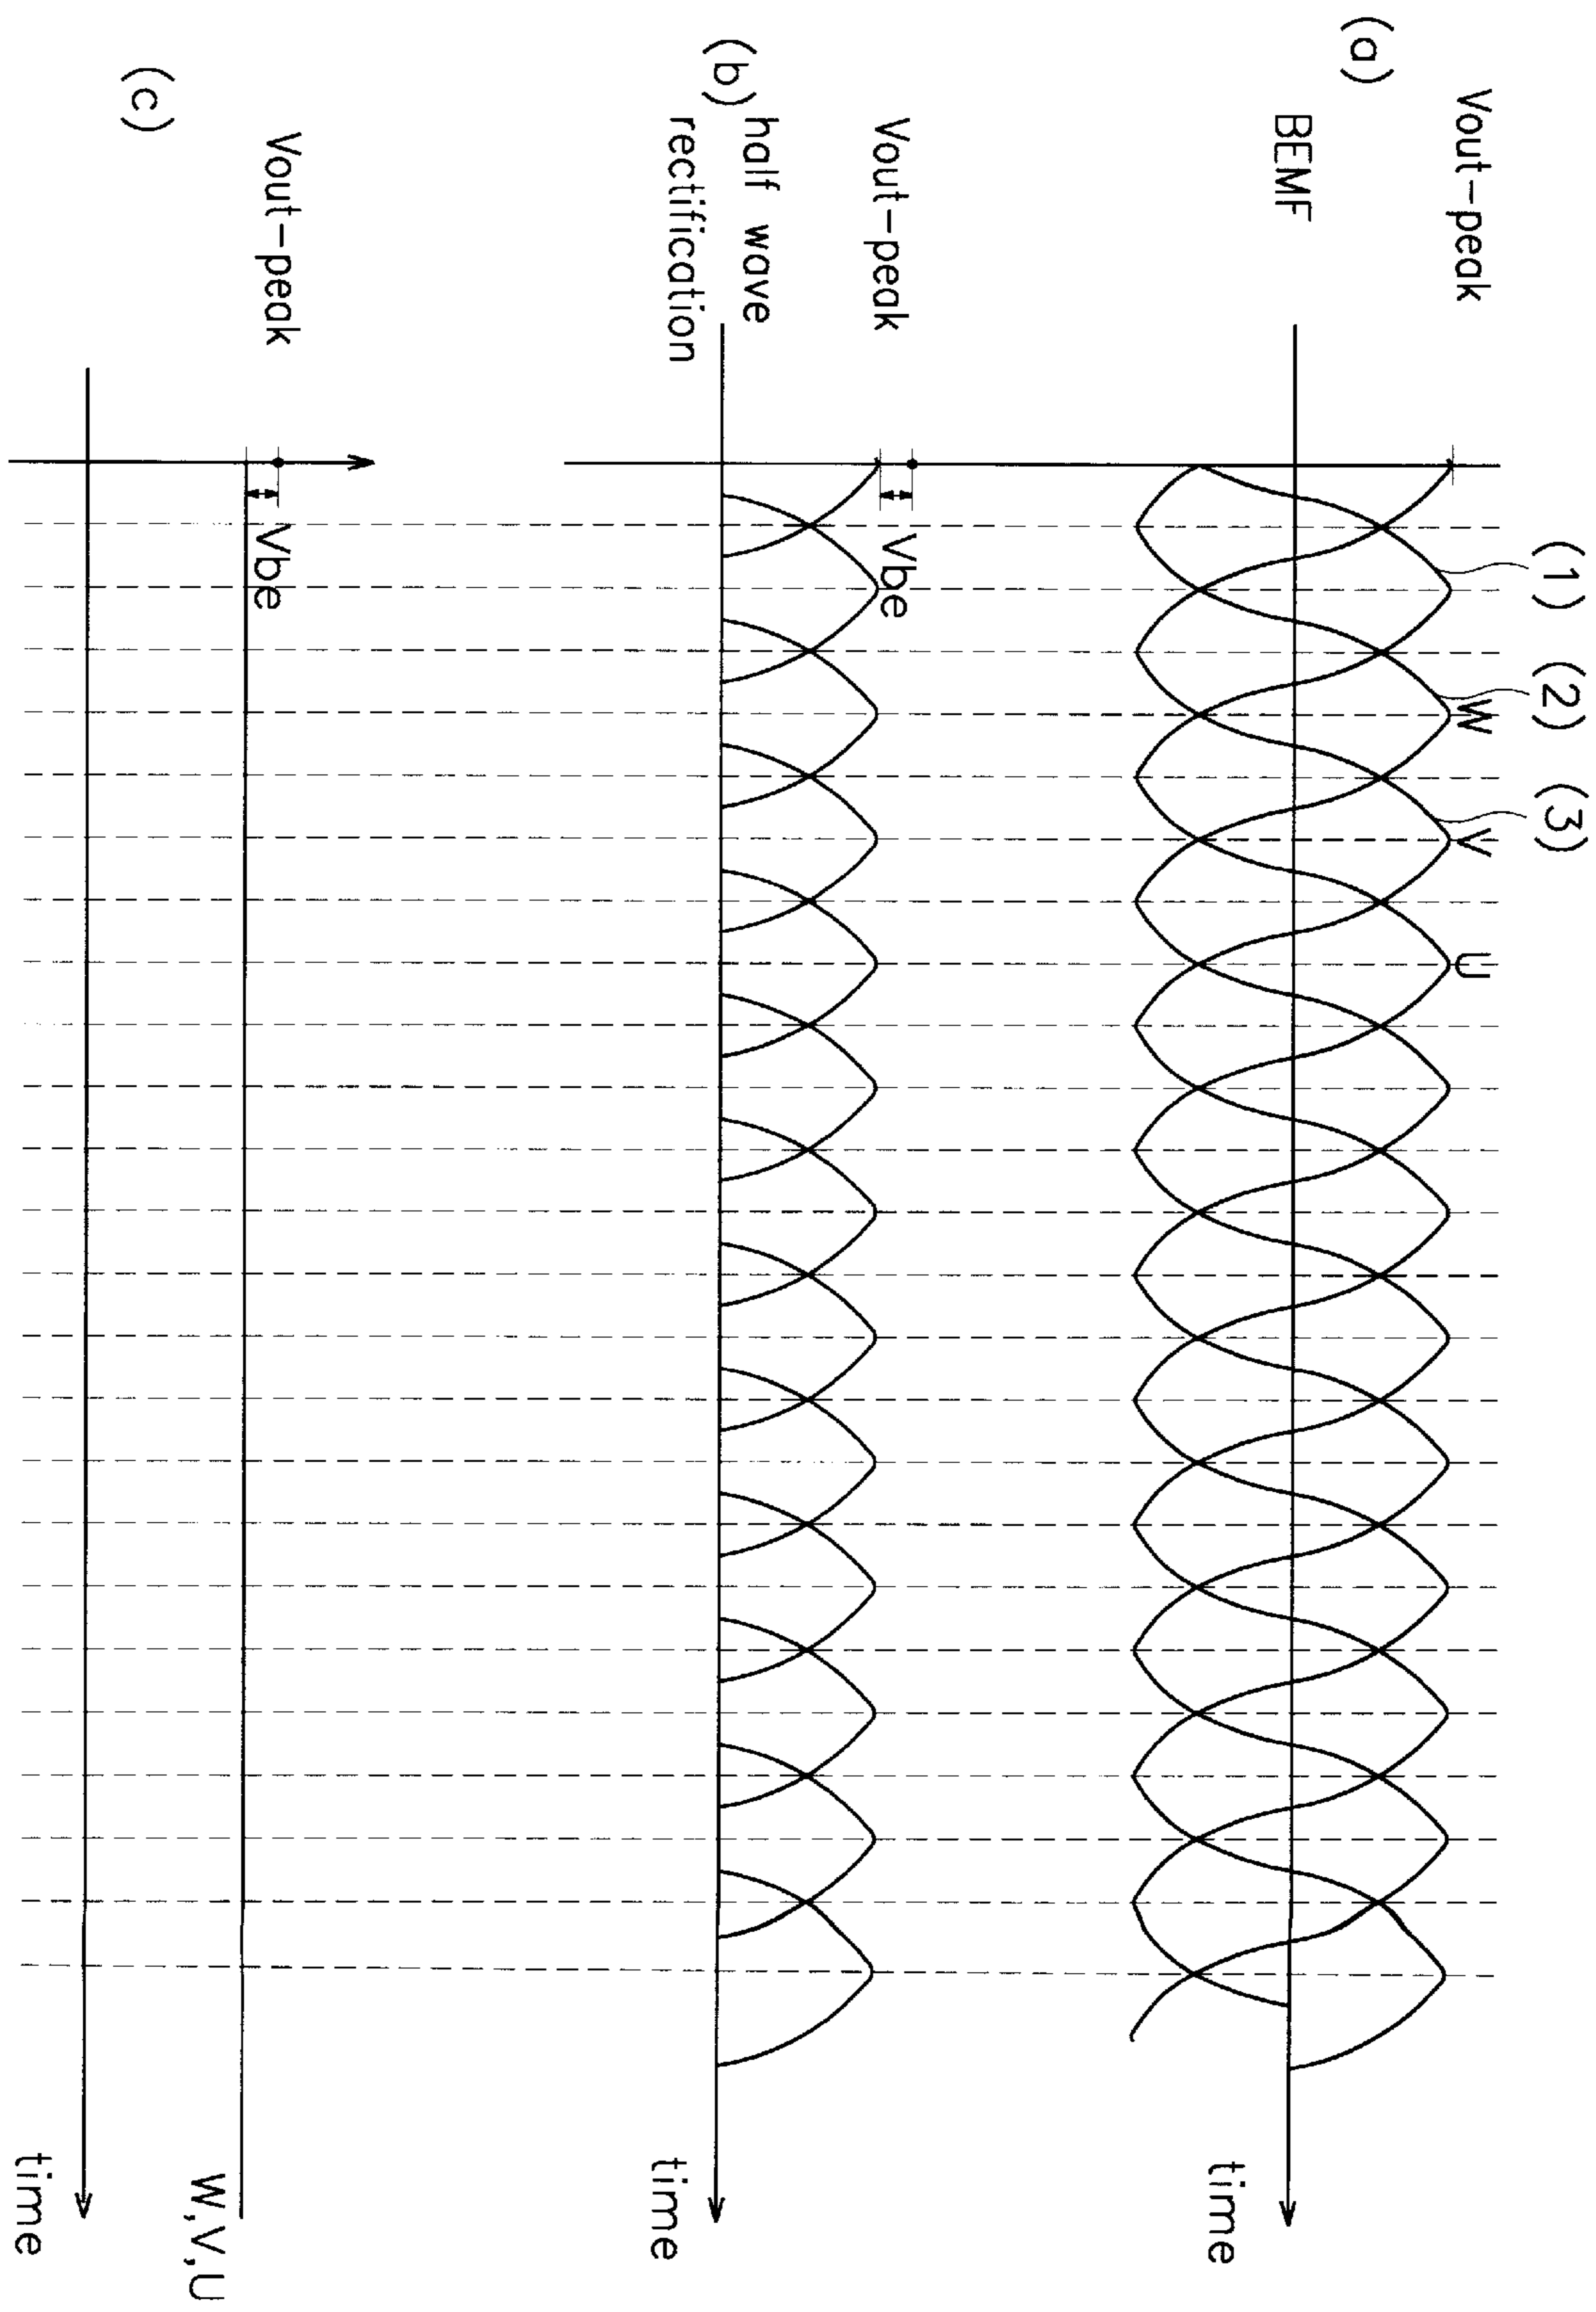 (1) (2) (3)
Vout-peak
W V U
(a)
BEMF
time
Vout-peak
Vbe
(b) half wave
rectification
time
Vout-peak
Vbe
(c)
W,V,U
time